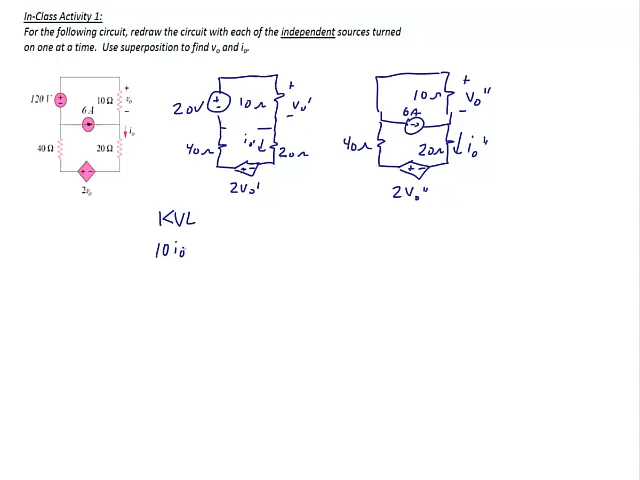 In-Class Activity 1:
For the following circuit, redraw the circuit with each of the independent sources turned
on one at a time. Use superposition to find vₒ and iₒ.
120 V
10 Ω
+
vₒ
−
6 A
iₒ
40 Ω
20 Ω
+ −
2vₒ
20V
+
−
10Ω
+
Vₒ'
−
40Ω
iₒ'
20Ω
+ −
2Vₒ'
10Ω
+
Vₒ"
−
6A
40Ω
20Ω
iₒ"
+ −
2Vₒ"
KVL
10 iₒ